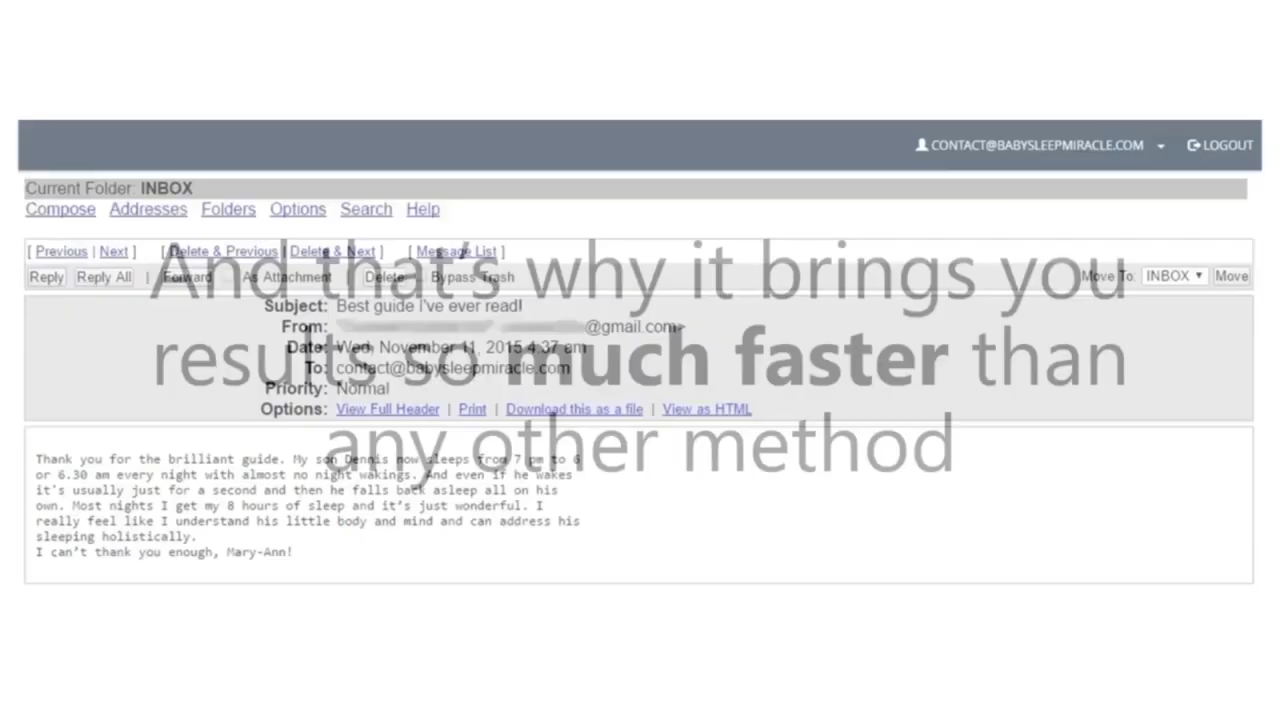 CONTACT@BABYSLEEPMIRACLE.COM LOGOUT
Current Folder: INBOX
Compose Addresses Folders Options Search Help
[ Previous | Next ] [ Delete & Previous | Delete & Next ] [ Message List ]
Reply Reply All | Forward As Attachment Delete Bypass Trash Move To: INBOX Move
Subject: Best guide I've ever read!
From: @gmail.com>
Date: Wed, November 11, 2015 4:37 am
To: contact@babysleepmiracle.com
Priority: Normal
Options: View Full Header | Print | Download this as a file | View as HTML
And that's why it brings you
results so much faster than
any other method
Thank you for the brilliant guide. My son Dennis now sleeps from 7 pm to 6
or 6.30 am every night with almost no night wakings. And even if he wakes
it's usually just for a second and then he falls back asleep all on his
own. Most nights I get my 8 hours of sleep and it's just wonderful. I
really feel like I understand his little body and mind and can address his
sleeping holistically.
I can't thank you enough, Mary-Ann!